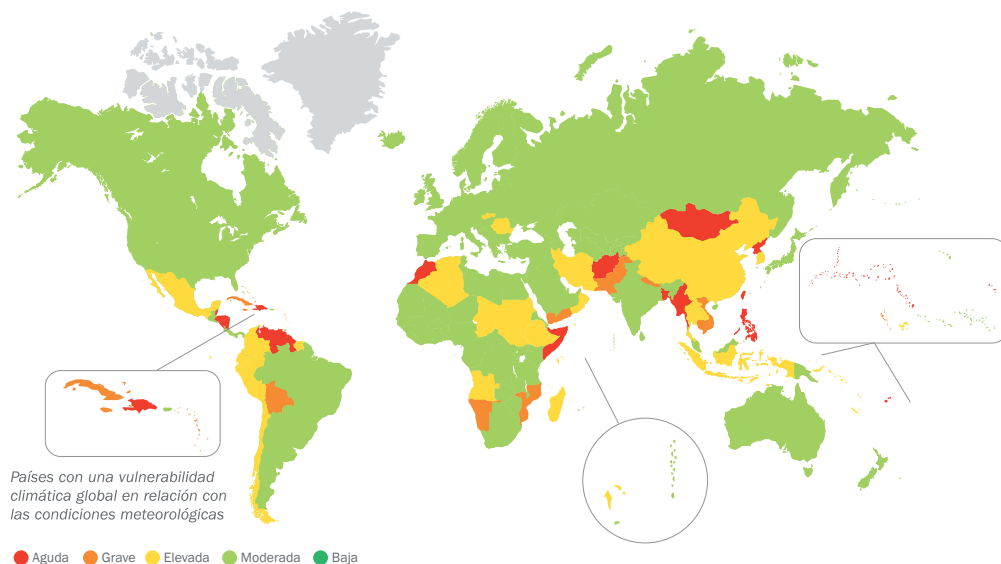 Países con una vulnerabilidad
climática global en relación con
las condiciones meteorológicas
Aguda Grave Elevada Moderada Baja